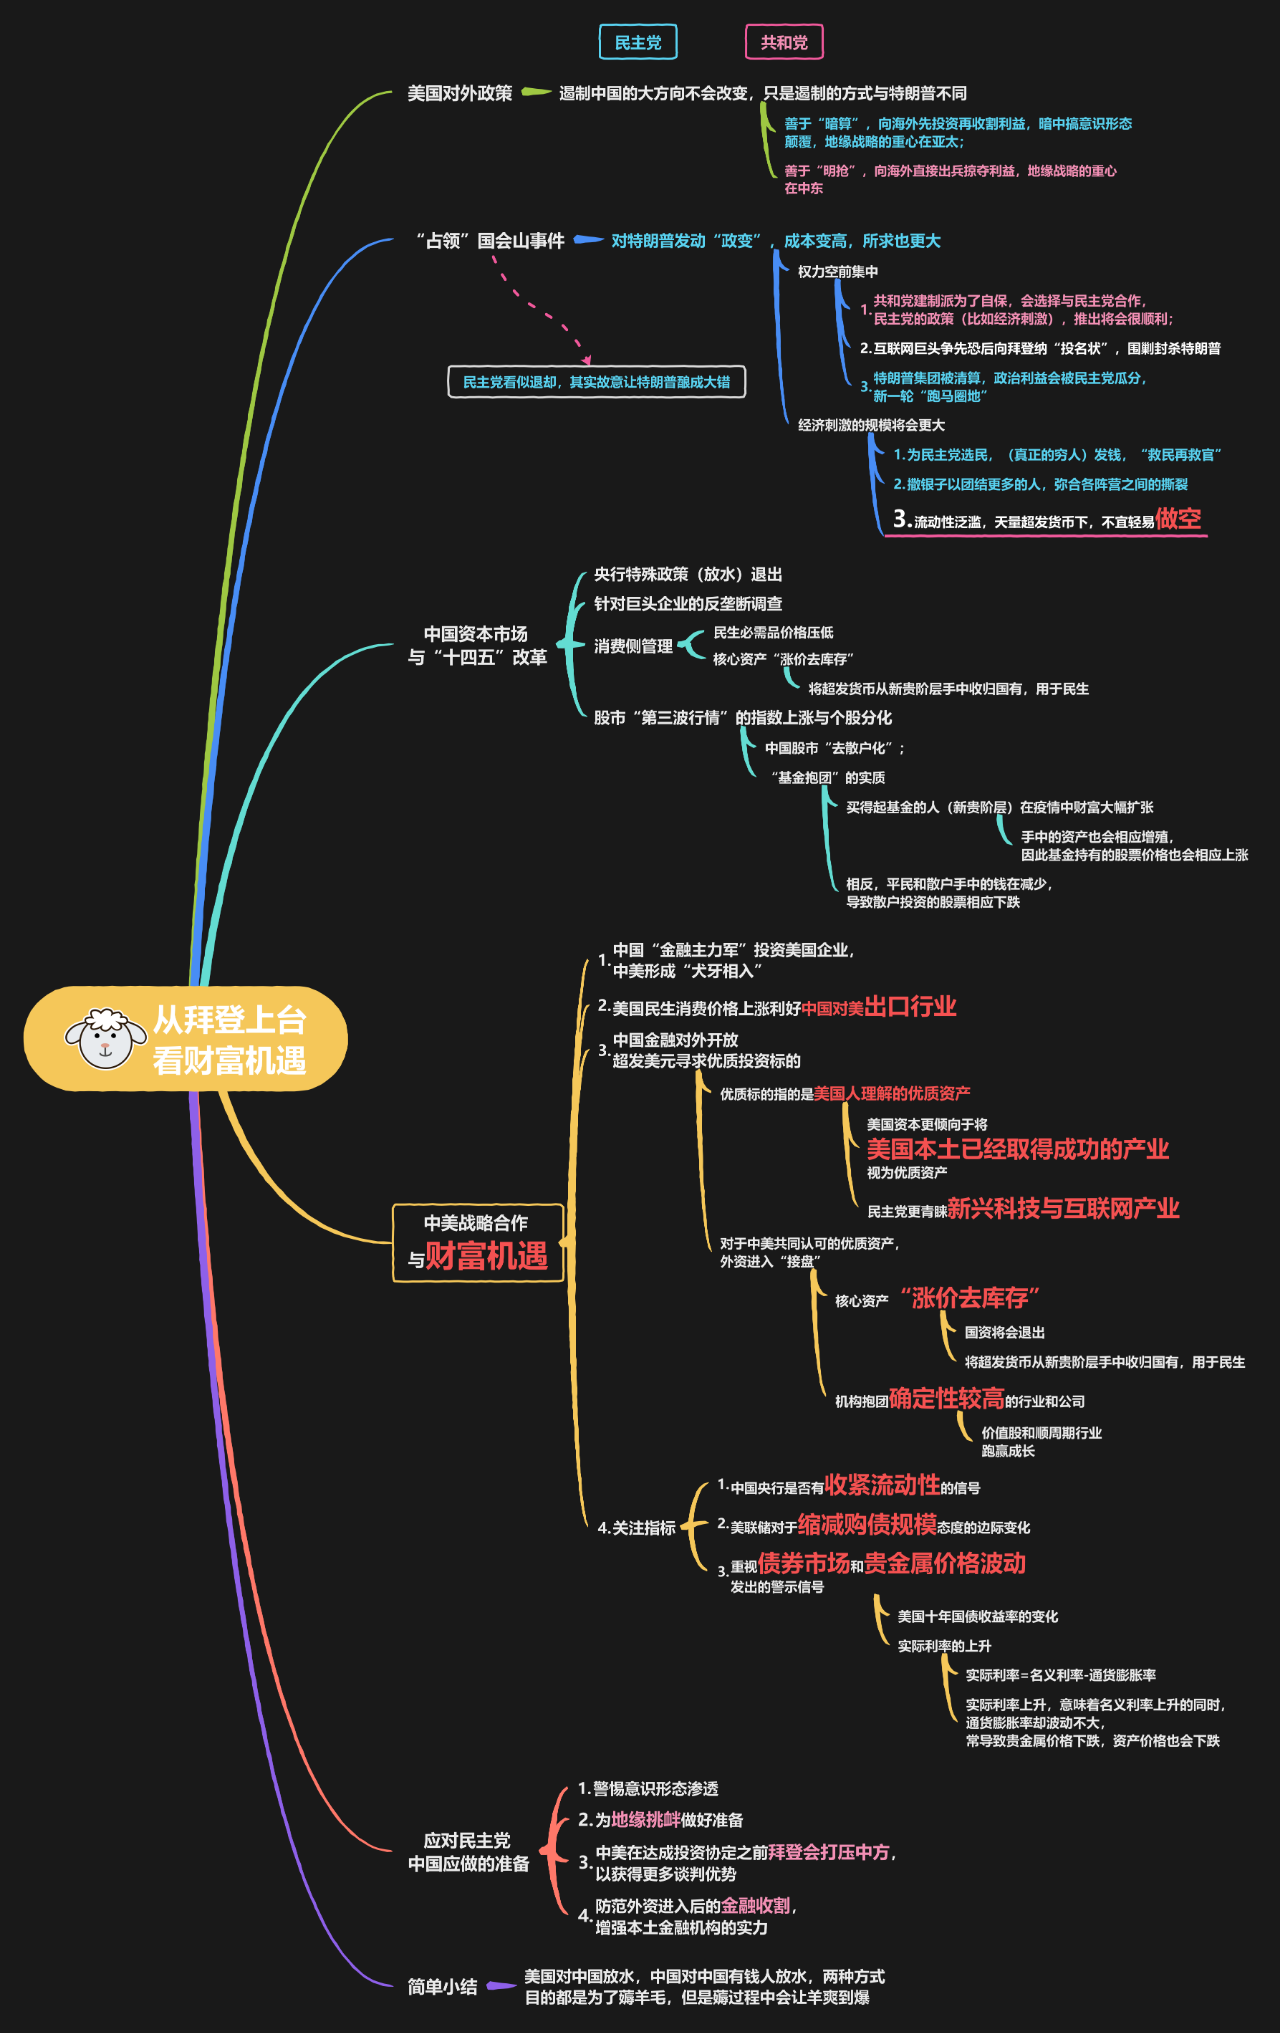 民主党
共和党
美国对外政策
遏制中国的大方向不会改变，只是遏制的方式与特朗普不同
善于“暗算”，向海外先投资再收割利益，暗中搞意识形态
颠覆，地缘战略的重心在亚太；
善于“明抢”，向海外直接出兵掠夺利益，地缘战略的重心
在中东
“占领”国会山事件
对特朗普发动“政变”，成本变高，所求也更大
权力空前集中
1.共和党建制派为了自保，会选择与民主党合作，
民主党的政策（比如经济刺激），推出将会很顺利；
2.互联网巨头争先恐后向拜登纳“投名状”，围剿封杀特朗普
3.特朗普集团被清算，政治利益会被民主党瓜分，
新一轮“跑马圈地”
民主党看似退却，其实故意让特朗普酿成大错
经济刺激的规模将会更大
1.为民主党选民，（真正的穷人）发钱，“救民再救官”
2.撒银子以团结更多的人，弥合各阵营之间的撕裂
3.流动性泛滥，天量超发货币下，不宜轻易做空
中国资本市场
与“十四五”改革
央行特殊政策（放水）退出
针对巨头企业的反垄断调查
消费侧管理
民生必需品价格压低
核心资产“涨价去库存”
将超发货币从新贵阶层手中收归国有，用于民生
股市“第三波行情”的指数上涨与个股分化
中国股市“去散户化”；
“基金抱团”的实质
买得起基金的人（新贵阶层）在疫情中财富大幅扩张
手中的资产也会相应增殖，
因此基金持有的股票价格也会相应上涨
相反，平民和散户手中的钱在减少，
导致散户投资的股票相应下跌
从拜登上台
看财富机遇
中美战略合作
与财富机遇
1.中国“金融主力军”投资美国企业，
中美形成“犬牙相入”
2.美国民生消费价格上涨利好中国对美出口行业
3.中国金融对外开放
超发美元寻求优质投资标的
优质标的指的是美国人理解的优质资产
美国资本更倾向于将
美国本土已经取得成功的产业
视为优质资产
民主党更青睐新兴科技与互联网产业
对于中美共同认可的优质资产，
外资进入“接盘”
核心资产 “涨价去库存”
国资将会退出
将超发货币从新贵阶层手中收归国有，用于民生
机构抱团确定性较高的行业和公司
价值股和顺周期行业
跑赢成长
4.关注指标
1.中国央行是否有收紧流动性的信号
2.美联储对于缩减购债规模态度的边际变化
3.重视债券市场和贵金属价格波动
发出的警示信号
美国十年国债收益率的变化
实际利率的上升
实际利率=名义利率-通货膨胀率
实际利率上升，意味着名义利率上升的同时，
通货膨胀率却波动不大，
常导致贵金属价格下跌，资产价格也会下跌
应对民主党
中国应做的准备
1.警惕意识形态渗透
2.为地缘挑衅做好准备
3.中美在达成投资协定之前拜登会打压中方，
以获得更多谈判优势
4.防范外资进入后的金融收割，
增强本土金融机构的实力
简单小结
美国对中国放水，中国对中国有钱人放水，两种方式
目的都是为了薅羊毛，但是薅过程中会让羊爽到爆